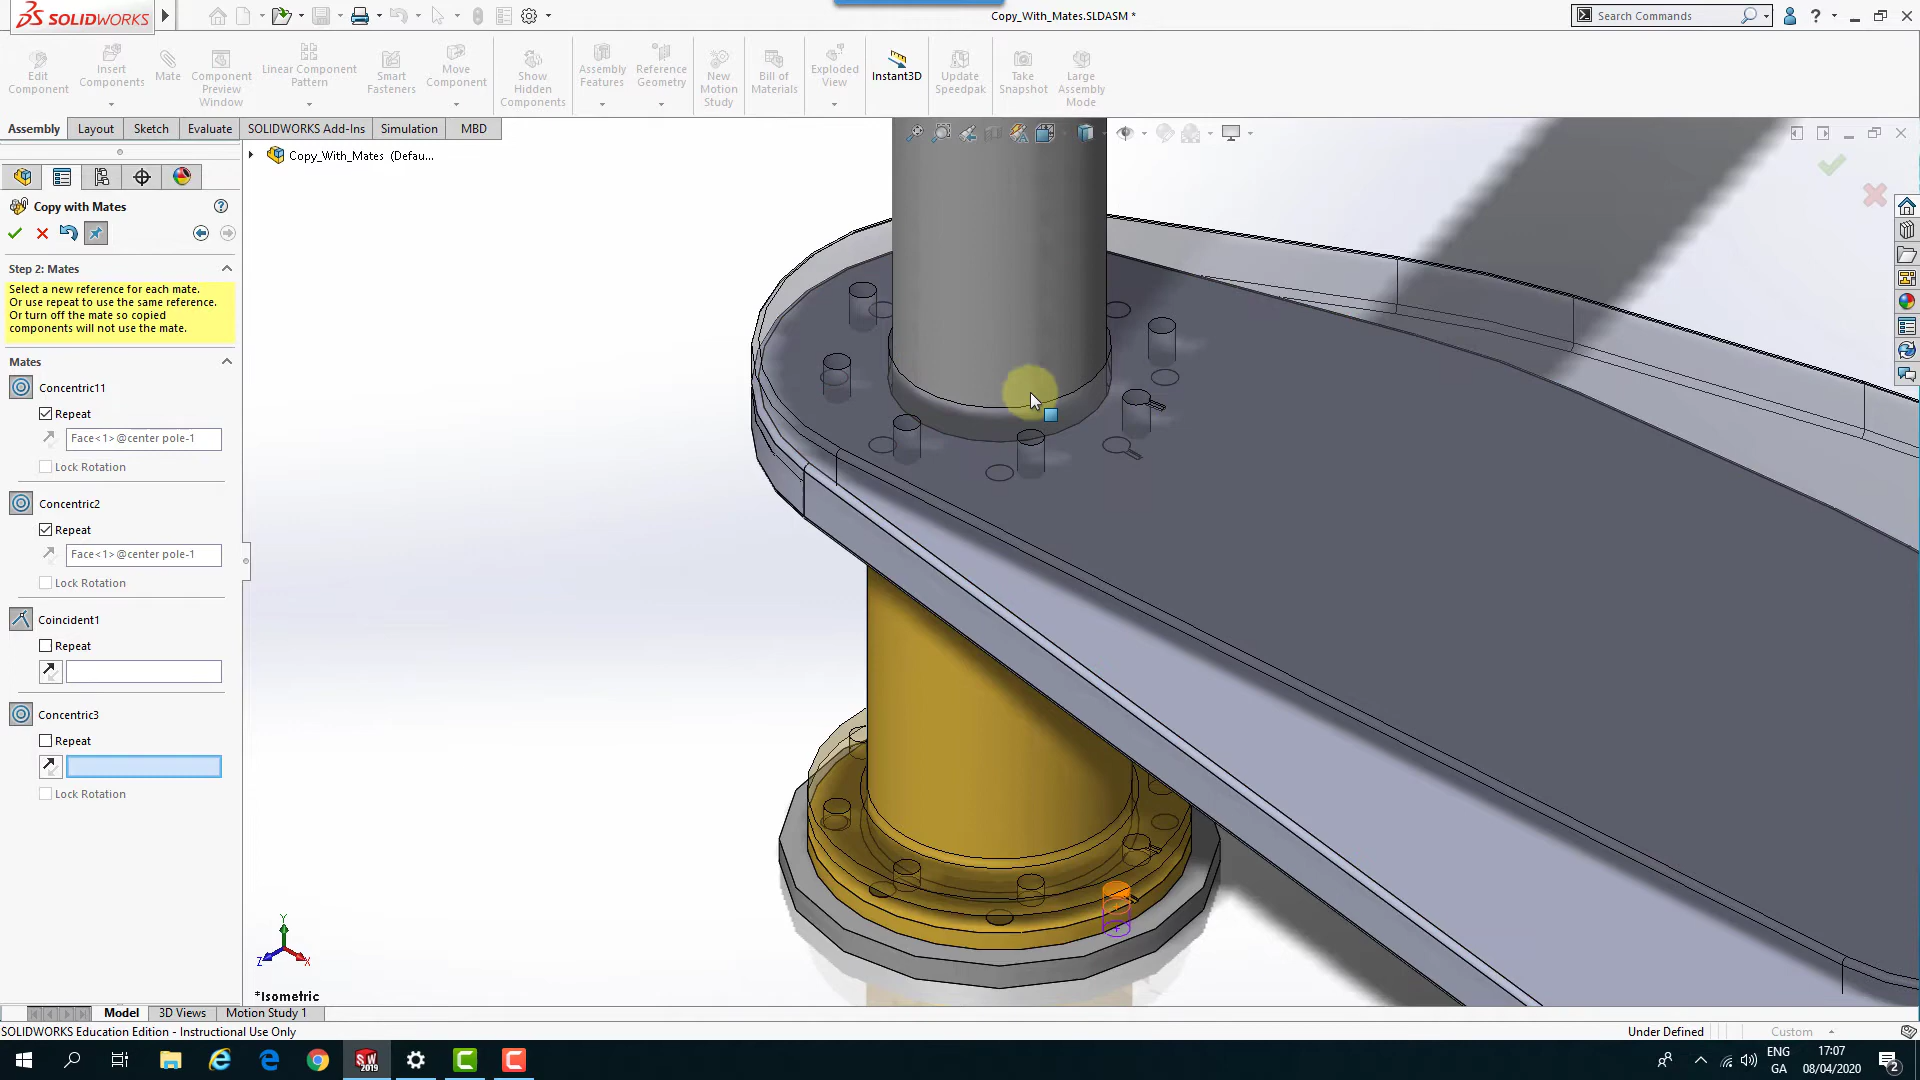 SOLIDWORKS
Copy_With_Mates.SLDASM *
Search Commands
Edit Component
Insert Components
Mate
Component Preview Window
Linear Component Pattern
Smart Fasteners
Move Component
Show Hidden Components
Assembly Features
Reference Geometry
New Motion Study
Bill of Materials
Exploded View
Instant3D
Update Speedpak
Take Snapshot
Large Assembly Mode
Assembly
Layout
Sketch
Evaluate
SOLIDWORKS Add-Ins
Simulation
MBD
Copy_With_Mates (Defau...
Copy with Mates
Step 2: Mates
Select a new reference for each mate.
Or use repeat to use the same reference.
Or turn off the mate so copied
components will not use the mate.
Mates
Concentric11
Repeat
Face<1>@center pole-1
Lock Rotation
Concentric2
Repeat
Face<1>@center pole-1
Lock Rotation
Coincident1
Repeat
Concentric3
Repeat
Lock Rotation
Y
Z
X
*Isometric
Model
3D Views
Motion Study 1
SOLIDWORKS Education Edition - Instructional Use Only
Under Defined
Custom
SW
2019
ENG
GA
17:07
08/04/2020
2